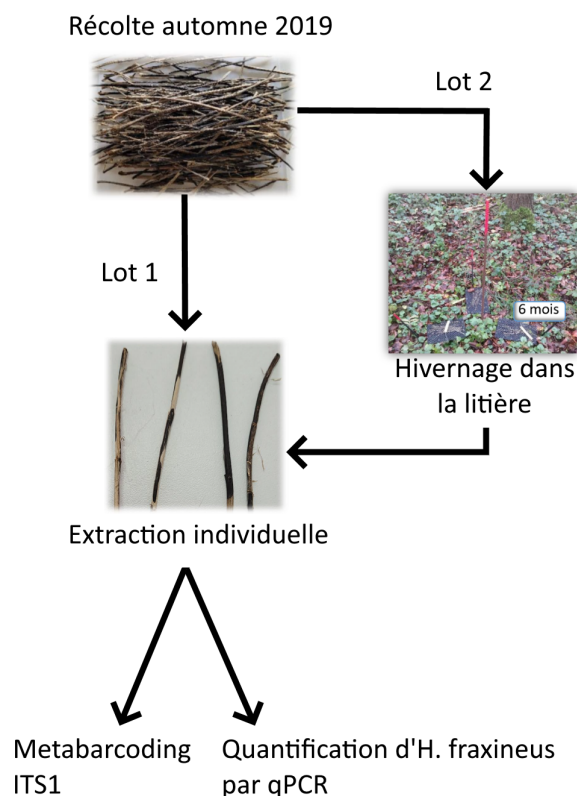 Récolte automne 2019
Lot 2
Lot 1
6 mois
Hivernage dans
la litière
Extraction individuelle
Metabarcoding
ITS1
Quantification d'H. fraxineus
par qPCR